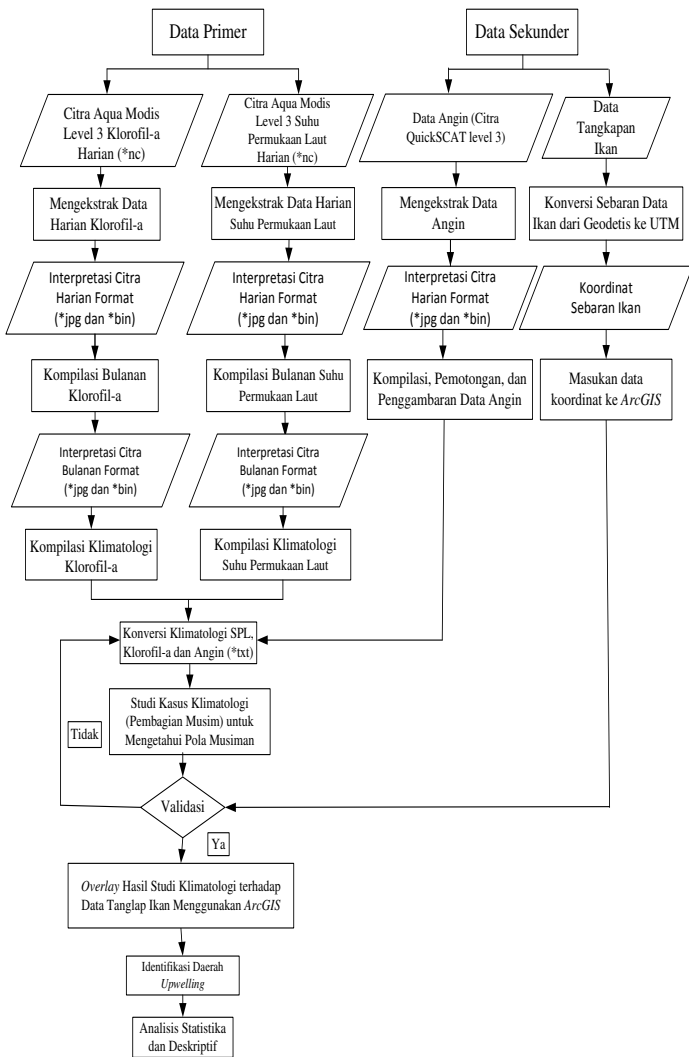 Data Primer
Data Sekunder
Citra Aqua Modis
Level 3 Klorofil-a
Harian (*nc)
Citra Aqua Modis
Level 3 Suhu
Permukaan Laut
Harian (*nc)
Data Angin (Citra
QuickSCAT level 3)
Data
Tangkapan
Ikan
Mengekstrak Data
Harian Klorofil-a
Mengekstrak Data Harian
Suhu Permukaan Laut
Mengekstrak Data
Angin
Konversi Sebaran Data
Ikan dari Geodetis ke UTM
Interpretasi Citra
Harian Format
(*jpg dan *bin)
Interpretasi Citra
Harian Format
(*jpg dan *bin)
Interpretasi Citra
Harian Format
(*jpg dan *bin)
Koordinat
Sebaran Ikan
Kompilasi Bulanan
Klorofil-a
Kompilasi Bulanan Suhu
Permukaan Laut
Kompilasi, Pemotongan, dan
Penggambaran Data Angin
Masukan data
koordinat ke ArcGIS
Interpretasi Citra
Bulanan Format
(*jpg dan *bin)
Interpretasi Citra
Bulanan Format
(*jpg dan *bin)
Kompilasi Klimatologi
Klorofil-a
Kompilasi Klimatologi
Suhu Permukaan Laut
Konversi Klimatologi SPL,
Klorofil-a dan Angin (*txt)
Studi Kasus Klimatologi
(Pembagian Musim) untuk
Mengetahui Pola Musiman
Tidak
Validasi
Ya
Overlay Hasil Studi Klimatologi terhadap
Data Tanglap Ikan Menggunakan ArcGIS
Identifikasi Daerah
Upwelling
Analisis Statistika
dan Deskriptif